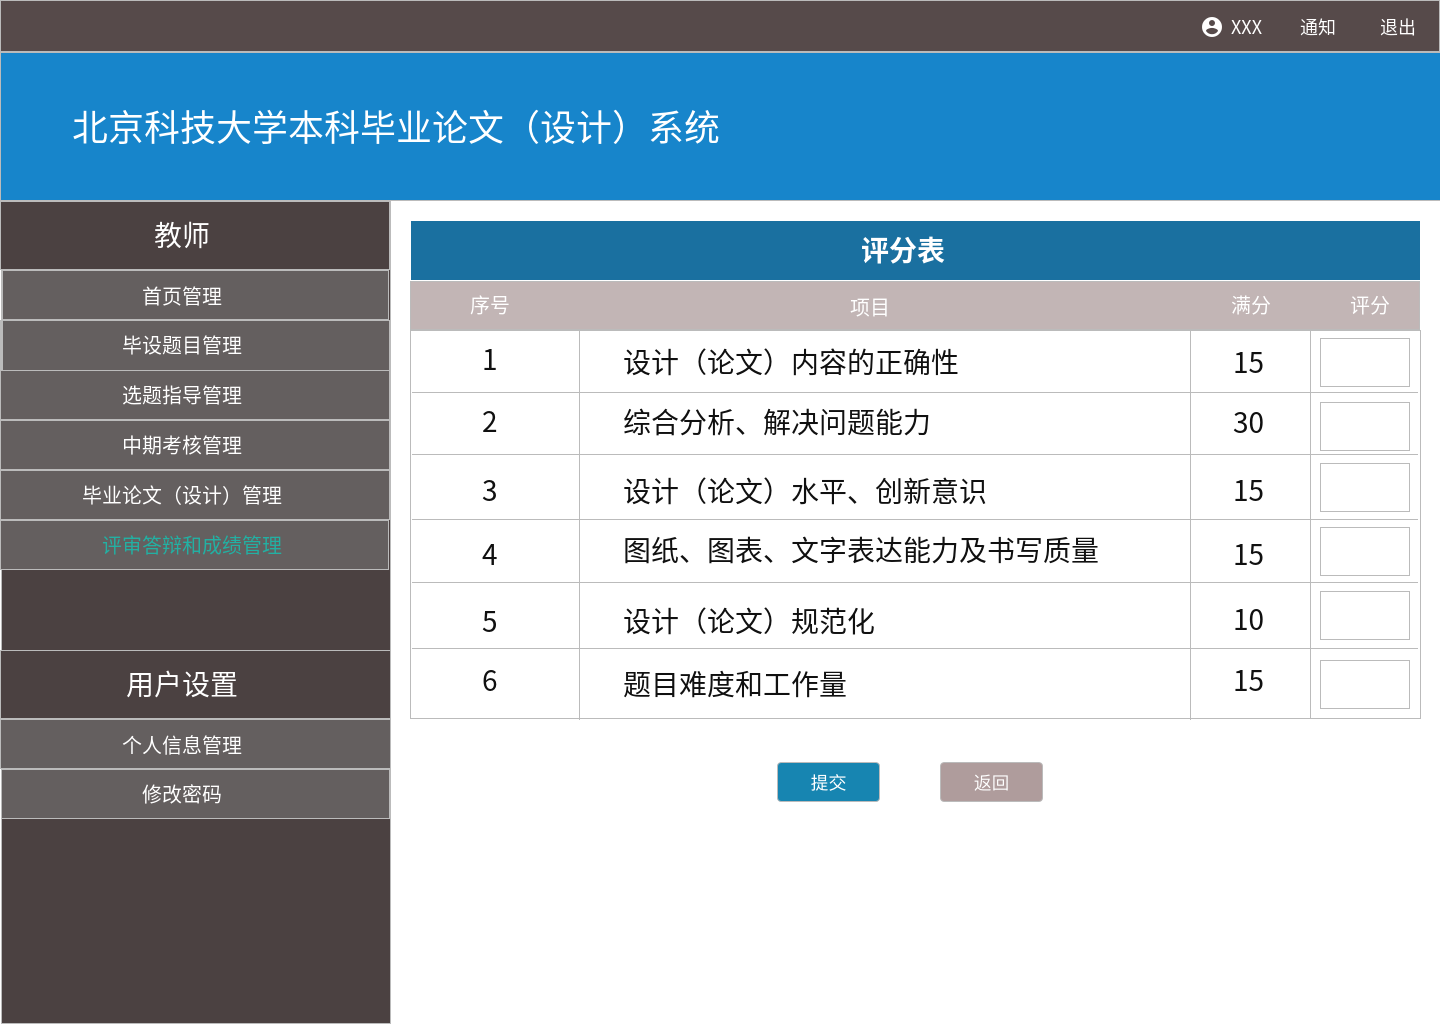 XXX 通知 退出
北京科技大学本科毕业论文（设计）系统
教师
首页管理
毕设题目管理
选题指导管理
中期考核管理
毕业论文（设计）管理
评审答辩和成绩管理
用户设置
个人信息管理
修改密码
评分表
序号 项目 满分 评分
1 设计（论文）内容的正确性 15
2 综合分析、解决问题能力 30
3 设计（论文）水平、创新意识 15
4 图纸、图表、文字表达能力及书写质量 15
5 设计（论文）规范化 10
6 题目难度和工作量 15
提交 返回